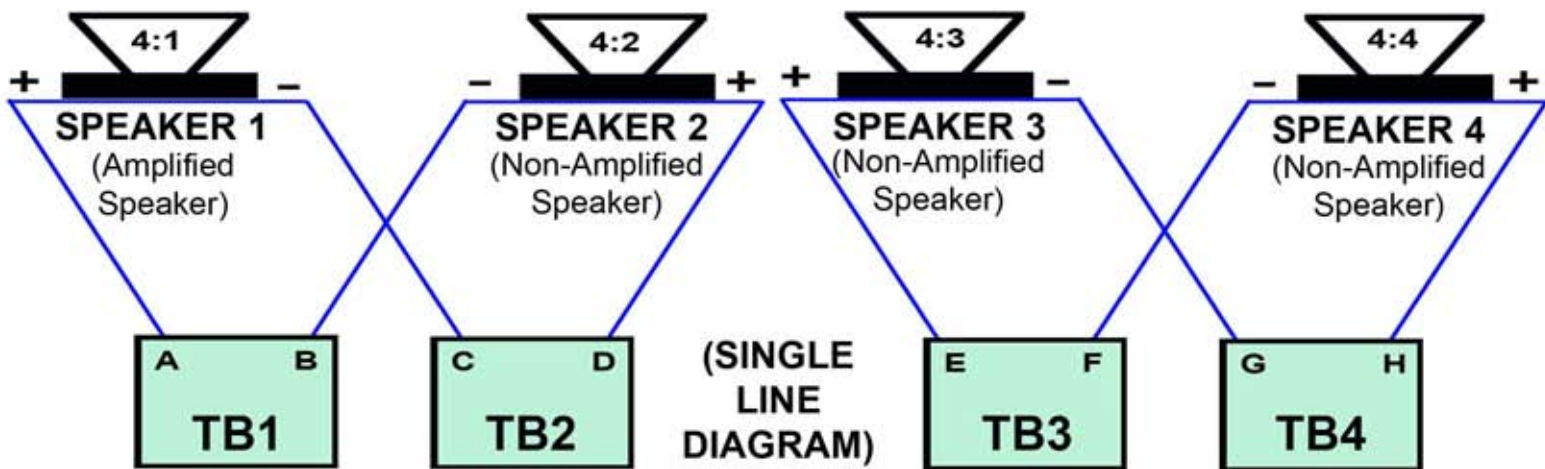 4:1
4:2
4:3
4:4
+ −
− +
+ −
− +
SPEAKER 1
(Amplified
Speaker)
SPEAKER 2
(Non-Amplified
Speaker)
SPEAKER 3
(Non-Amplified
Speaker)
SPEAKER 4
(Non-Amplified
Speaker)
A B
TB1
C D
TB2
(SINGLE
LINE
DIAGRAM)
E F
TB3
G H
TB4